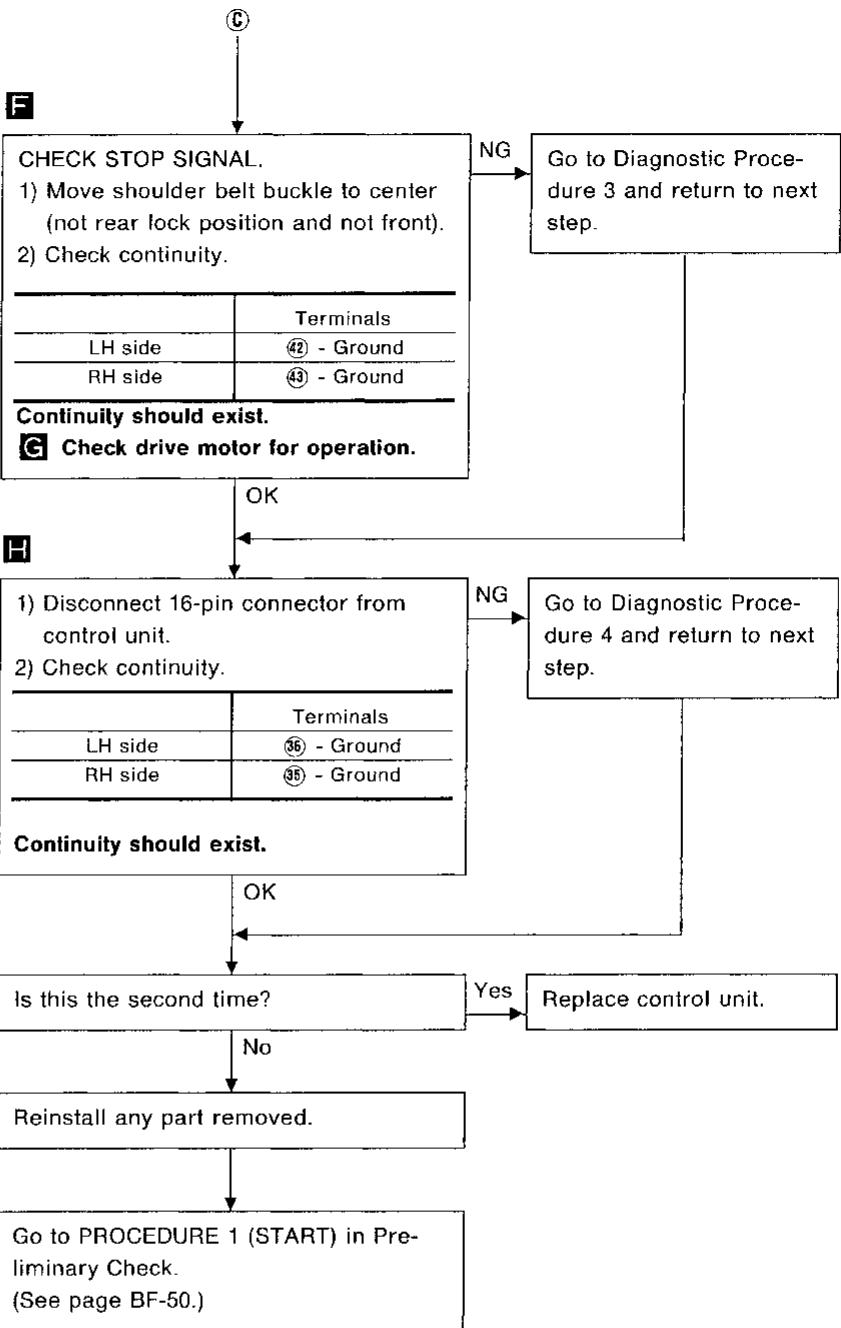 Ⓒ
F
CHECK STOP SIGNAL.
1) Move shoulder belt buckle to center
(not rear lock position and not front).
2) Check continuity.
Terminals
LH side ㊷ - Ground
RH side ㊸ - Ground
Continuity should exist.
G Check drive motor for operation.
NG
Go to Diagnostic Proce-
dure 3 and return to next
step.
OK
H
1) Disconnect 16-pin connector from
control unit.
2) Check continuity.
Terminals
LH side ㊱ - Ground
RH side ㉟ - Ground
Continuity should exist.
NG
Go to Diagnostic Proce-
dure 4 and return to next
step.
OK
Is this the second time?
Yes
Replace control unit.
No
Reinstall any part removed.
Go to PROCEDURE 1 (START) in Pre-
liminary Check.
(See page BF-50.)